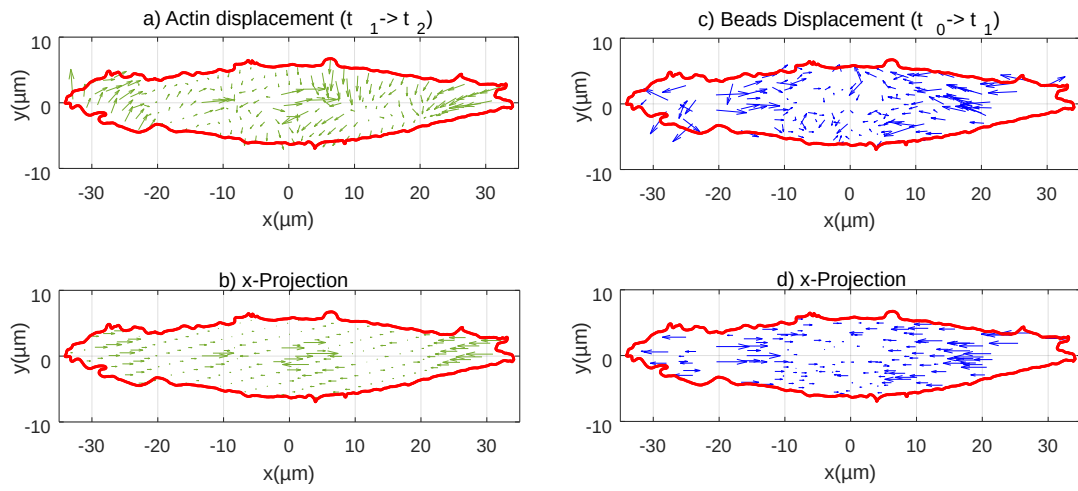 a) Actin displacement (t 1-> t 2)
10
0
-10
y(µm)
-30 -20 -10 0 10 20 30
x(µm)
c) Beads Displacement (t 0-> t 1)
10
0
-10
y(µm)
-30 -20 -10 0 10 20 30
x(µm)
b) x-Projection
10
0
-10
y(µm)
-30 -20 -10 0 10 20 30
x(µm)
d) x-Projection
10
0
-10
y(µm)
-30 -20 -10 0 10 20 30
x(µm)